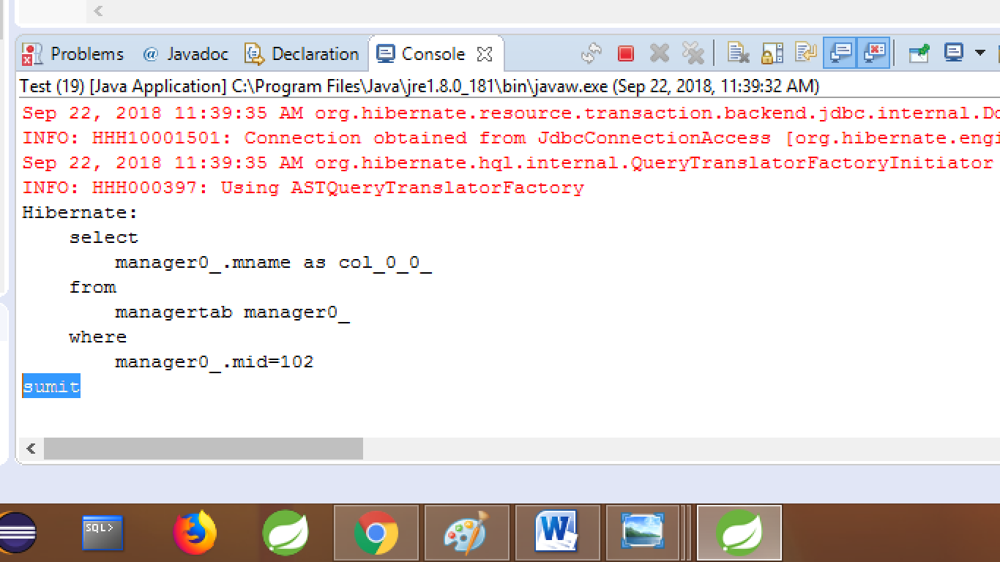 Problems @ Javadoc Declaration Console
Test (19) [Java Application] C:\Program Files\Java\jre1.8.0_181\bin\javaw.exe (Sep 22, 2018, 11:39:32 AM)
Sep 22, 2018 11:39:35 AM org.hibernate.resource.transaction.backend.jdbc.internal.Dd
INFO: HHH10001501: Connection obtained from JdbcConnectionAccess [org.hibernate.engi
Sep 22, 2018 11:39:35 AM org.hibernate.hql.internal.QueryTranslatorFactoryInitiator
INFO: HHH000397: Using ASTQueryTranslatorFactory
Hibernate:
select
manager0_.mname as col_0_0_
from
managertab manager0_
where
manager0_.mid=102
sumit
SQL>
W